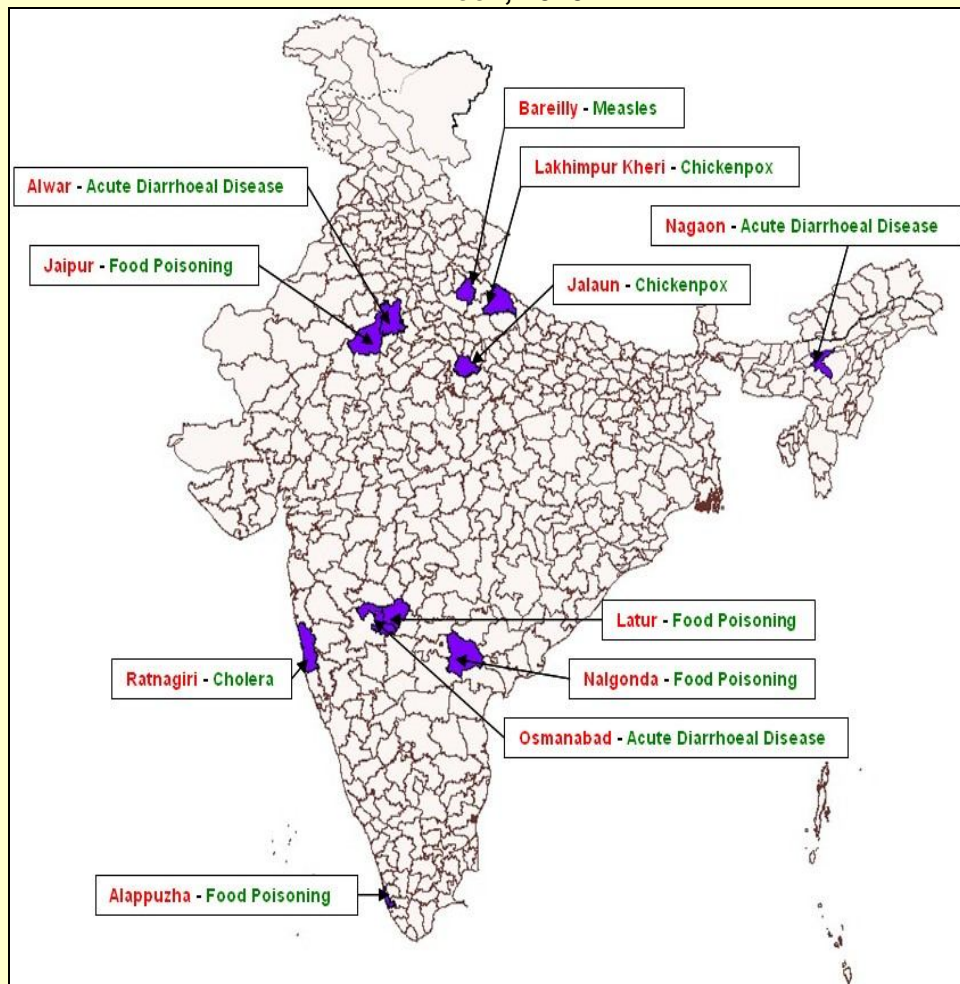 Bareilly - Measles
Lakhimpur Kheri - Chickenpox
Alwar - Acute Diarrhoeal Disease
Nagaon - Acute Diarrhoeal Disease
Jaipur - Food Poisoning
Jalaun - Chickenpox
Latur - Food Poisoning
Ratnagiri - Cholera
Nalgonda - Food Poisoning
Osmanabad - Acute Diarrhoeal Disease
Alappuzha - Food Poisoning